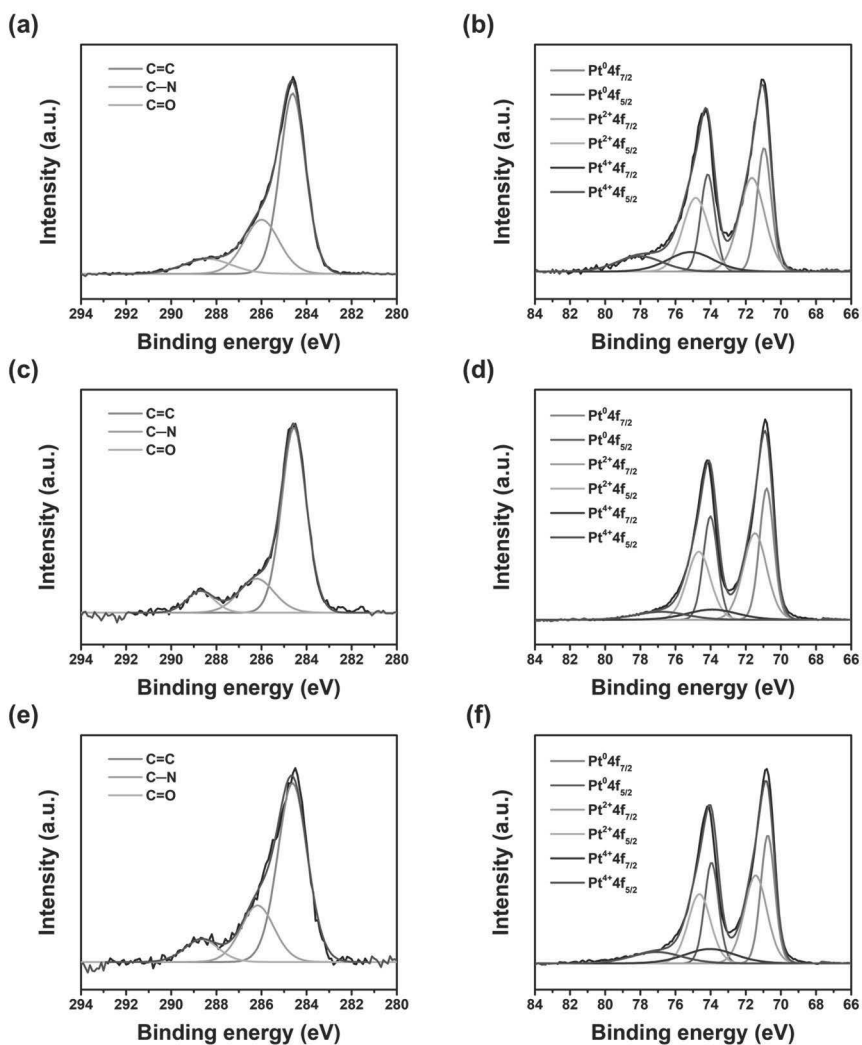 (a)
C=C
C—N
C=O
Intensity (a.u.)
294 292 290 288 286 284 282 280
Binding energy (eV)
(b)
Pt⁰4f₇/₂
Pt⁰4f₅/₂
Pt²⁺4f₇/₂
Pt²⁺4f₅/₂
Pt⁴⁺4f₇/₂
Pt⁴⁺4f₅/₂
Intensity (a.u.)
84 82 80 78 76 74 72 70 68 66
Binding energy (eV)
(c)
C=C
C—N
C=O
Intensity (a.u.)
294 292 290 288 286 284 282 280
Binding energy (eV)
(d)
Pt⁰4f₇/₂
Pt⁰4f₅/₂
Pt²⁺4f₇/₂
Pt²⁺4f₅/₂
Pt⁴⁺4f₇/₂
Pt⁴⁺4f₅/₂
Intensity (a.u.)
84 82 80 78 76 74 72 70 68 66
Binding energy (eV)
(e)
C=C
C—N
C=O
Intensity (a.u.)
294 292 290 288 286 284 282 280
Binding energy (eV)
(f)
Pt⁰4f₇/₂
Pt⁰4f₅/₂
Pt²⁺4f₇/₂
Pt²⁺4f₅/₂
Pt⁴⁺4f₇/₂
Pt⁴⁺4f₅/₂
Intensity (a.u.)
84 82 80 78 76 74 72 70 68 66
Binding energy (eV)